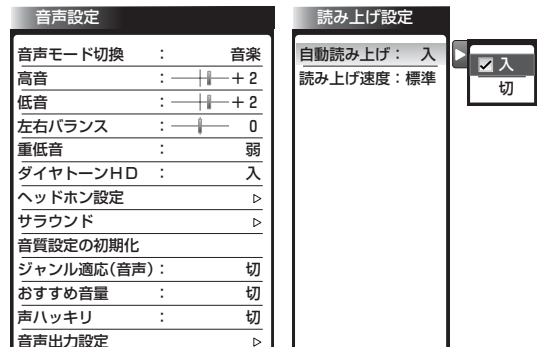 音声設定
音声モード切換 : 音楽
高音 : +2
低音 : +2
左右バランス : 0
重低音 : 弱
ダイヤトーンHD : 入
ヘッドホン設定
サラウンド
音質設定の初期化
ジャンル適応(音声) : 切
おすすめ音量 : 切
声ハッキリ : 切
音声出力設定
読み上げ設定
自動読み上げ : 入
読み上げ速度 : 標準
入
切